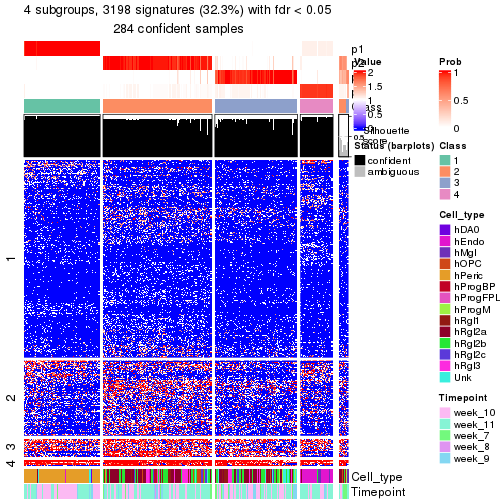 4 subgroups, 3198 signatures (32.3%) with fdr < 0.05
284 confident samples
p1
Value
2
1.5
1
0.5
0
Silhouette
score
Prob
1
0.5
0
Status (barplots)
confident
ambiguous
Class
1
2
3
4
Cell_type
hDA0
hEndo
hMgl
hOPC
hPeric
hProgBP
hProgFPL
hProgM
hRgl1
hRgl2a
hRgl2b
hRgl2c
hRgl3
Unk
Timepoint
week_10
week_11
week_7
week_8
week_9
1
2
3
4
Cell_type
Timepoint